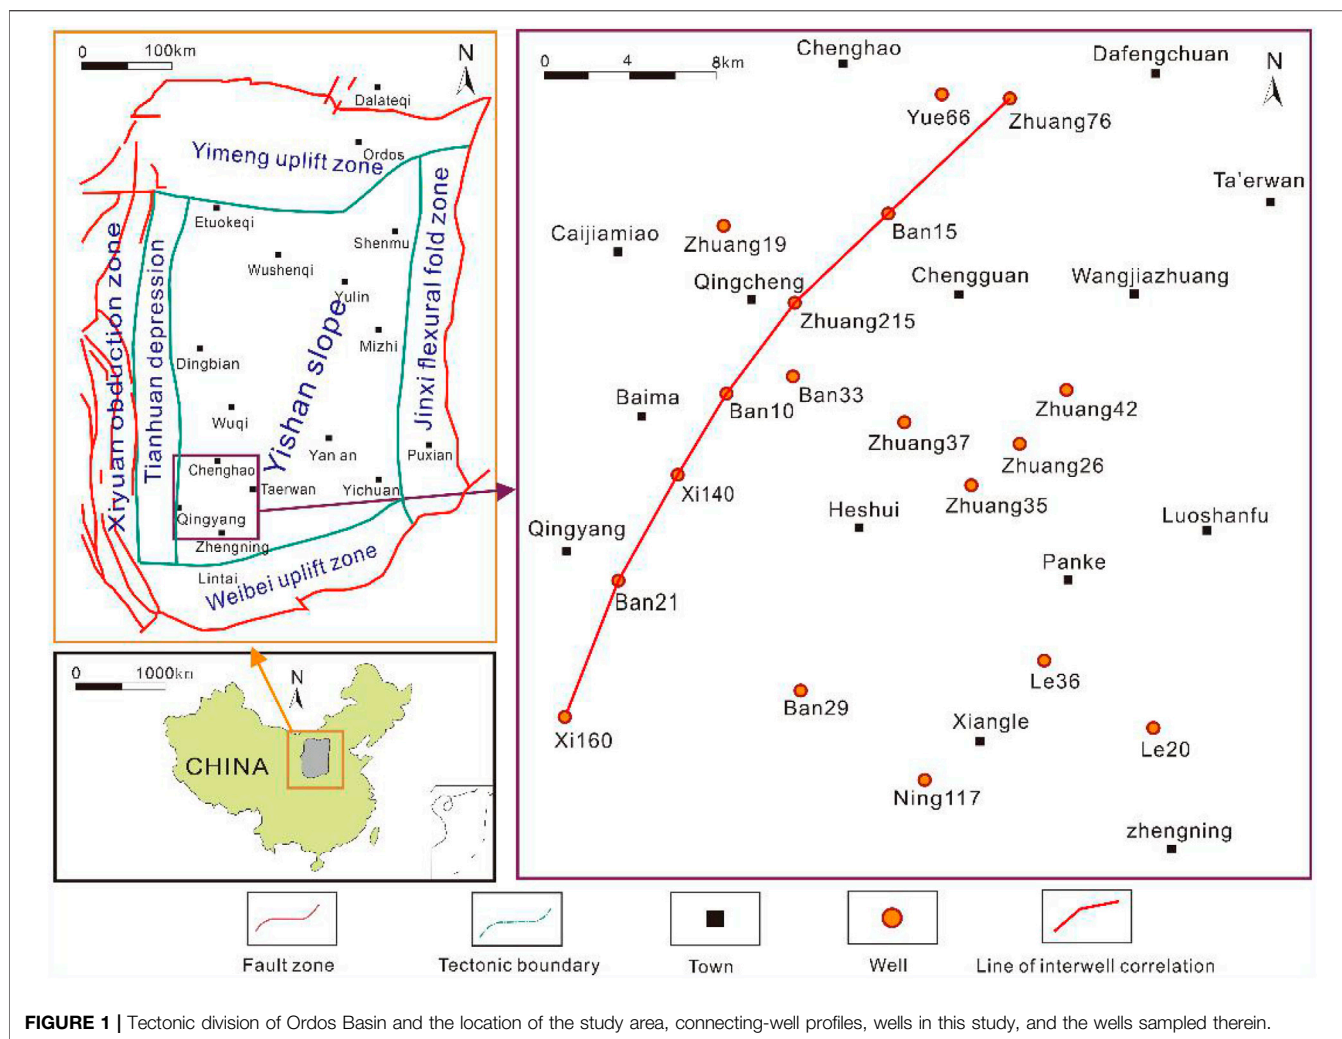 0 100km
N
Dalateqi
Ordos
Yimeng uplift zone
Etuokeqi
Shenmu
Wushenqi
Yulin
Mizhi
Dingbian
Wuqi
Yan an
Puxian
Chenghao
Taerwan
Yichuan
Qingyang
Zhengning
Lintai
Weibei uplift zone
Xiyuan obduction zone
Tianhuan depression
Yishan slope
Jinxi flexural fold zone
0 1000km
N
CHINA
0 4 8km
N
Chenghao
Dafengchuan
Yue66
Zhuang76
Ta'erwan
Ban15
Zhuang19
Caijiamiao
Qingcheng
Chengguan
Wangjiazhuang
Zhuang215
Baima
Ban10
Ban33
Zhuang42
Zhuang37
Zhuang26
Xi140
Zhuang35
Heshui
Luoshanfu
Qingyang
Panke
Ban21
Le36
Ban29
Xiangle
Xi160
Le20
Ning117
zhengning
Fault zone
Tectonic boundary
Town
Well
Line of interwell correlation
FIGURE 1 | Tectonic division of Ordos Basin and the location of the study area, connecting-well profiles, wells in this study, and the wells sampled therein.